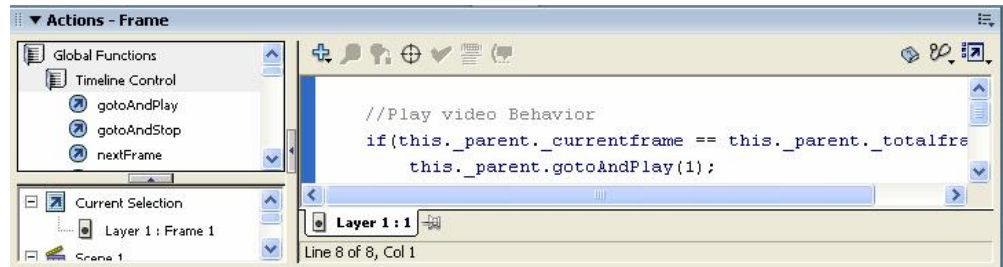 Actions - Frame
Global Functions
Timeline Control
gotoAndPlay
gotoAndStop
nextFrame
Current Selection
Layer 1 : Frame 1
Scene 1
//Play video Behavior
if(this._parent._currentframe == this._parent._totalfra
this._parent.gotoAndPlay(1);
Layer 1 : 1
Line 8 of 8, Col 1